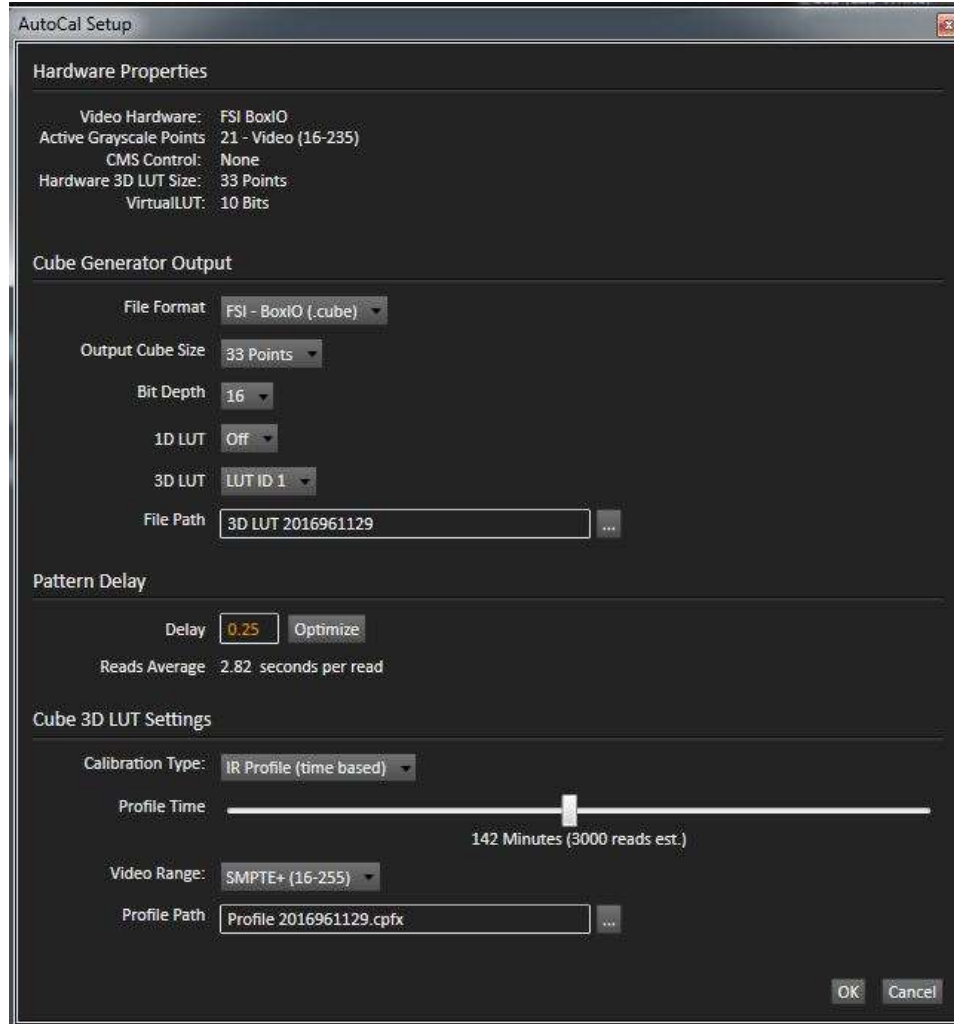 AutoCal Setup
Hardware Properties
Video Hardware: FSI BoxIO
Active Grayscale Points 21 - Video (16-235)
CMS Control: None
Hardware 3D LUT Size: 33 Points
VirtualLUT: 10 Bits
Cube Generator Output
File Format FSI - BoxIO (.cube)
Output Cube Size 33 Points
Bit Depth 16
1D LUT Off
3D LUT LUT ID 1
File Path 3D LUT 2016961129 ...
Pattern Delay
Delay 0.25 Optimize
Reads Average 2.82 seconds per read
Cube 3D LUT Settings
Calibration Type: IR Profile (time based)
Profile Time
142 Minutes (3000 reads est.)
Video Range: SMPTE+ (16-255)
Profile Path Profile 2016961129.cpfx ...
OK Cancel